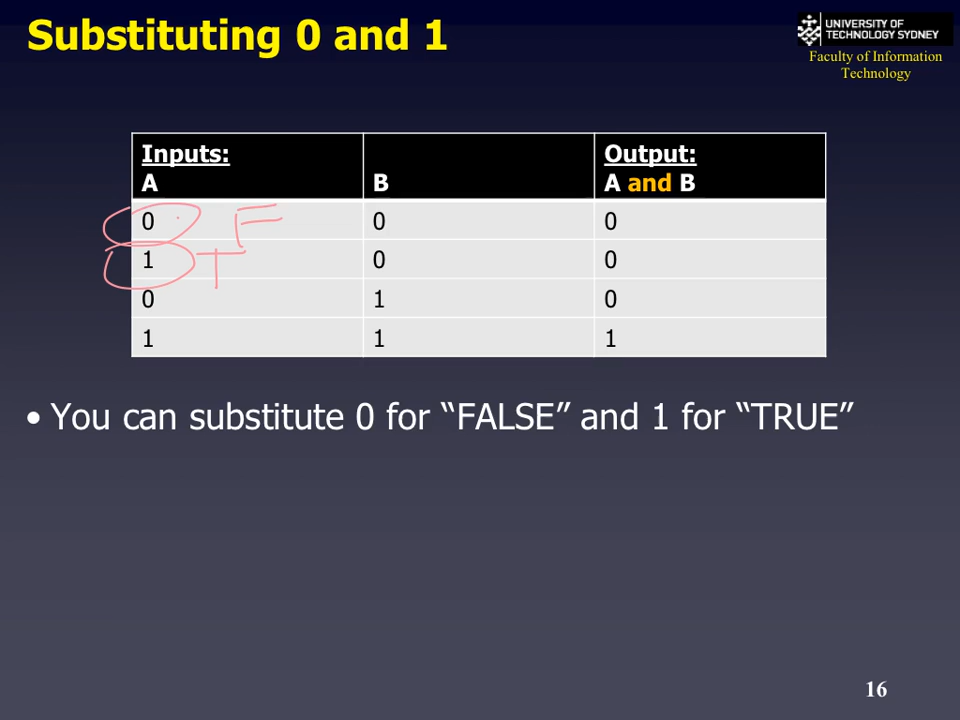 Substituting 0 and 1
UNIVERSITY OF
TECHNOLOGY SYDNEY
Faculty of Information
Technology
Inputs:
A B
Output:
A and B
0 F 0 0
1 T 0 0
0 1 0
1 1 1
• You can substitute 0 for “FALSE” and 1 for “TRUE”
16